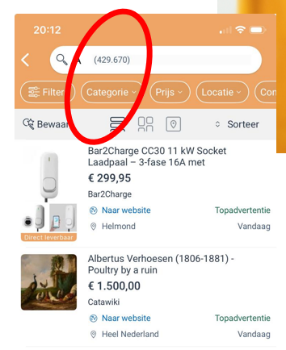 20:12
(429.670)
Filter
Categorie
Prijs
Locatie
Con
Bewaar
Sorteer
Bar2Charge CC30 11 kW Socket
Laadpaal – 3-fase 16A met
€ 299,95
Bar2Charge
Naar website
Topadvertentie
Helmond
Vandaag
Direct leverbaar
Albertus Verhoesen (1806-1881) -
Poultry by a ruin
€ 1.500,00
Catawiki
Naar website
Topadvertentie
Heel Nederland
Vandaag